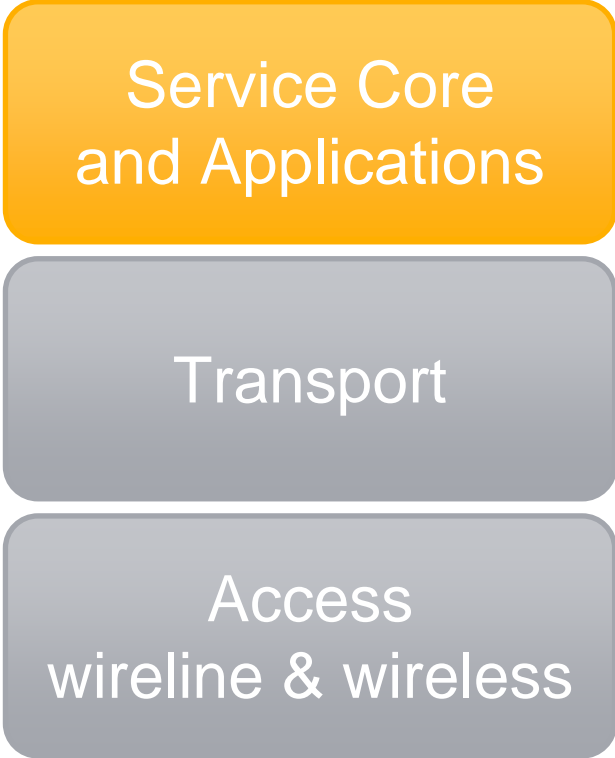 Service Core
and Applications
Transport
Access
wireline & wireless